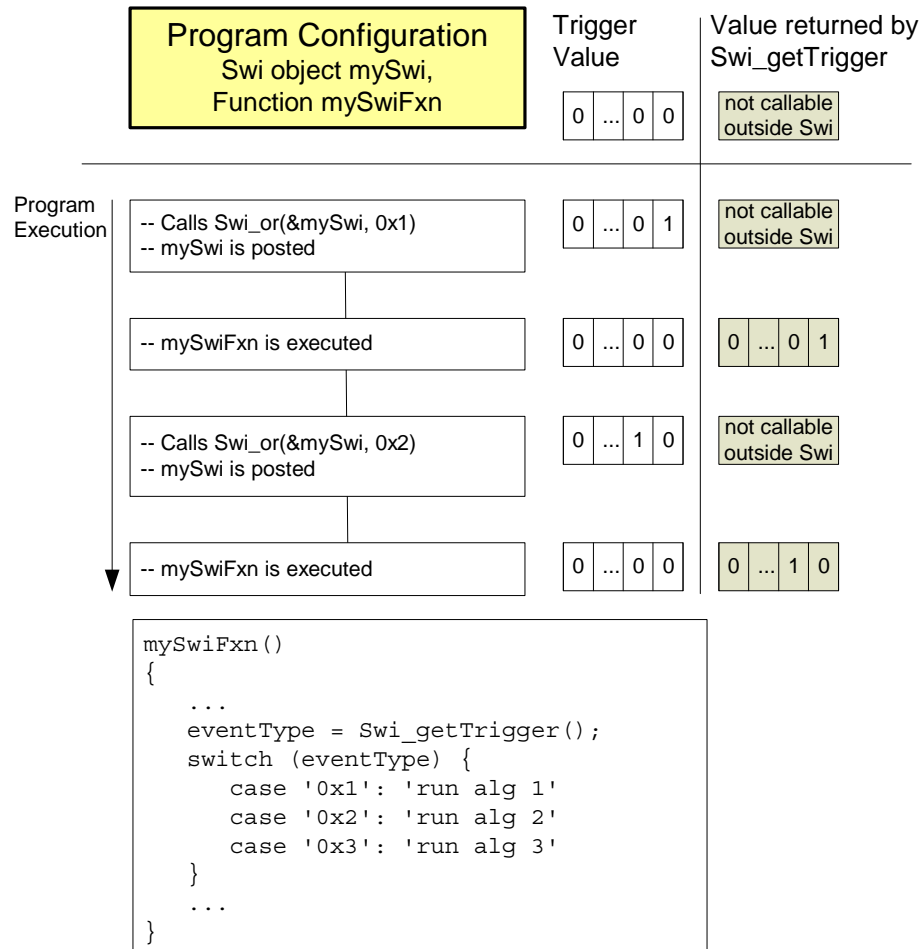 Program Configuration
Swi object mySwi,
Function mySwiFxn
Trigger
Value
Value returned by
Swi_getTrigger
0 ... 0 0
not callable
outside Swi
Program
Execution
-- Calls Swi_or(&mySwi, 0x1)
-- mySwi is posted
0 ... 0 1
not callable
outside Swi
-- mySwiFxn is executed
0 ... 0 0
0 ... 0 1
-- Calls Swi_or(&mySwi, 0x2)
-- mySwi is posted
0 ... 1 0
not callable
outside Swi
-- mySwiFxn is executed
0 ... 0 0
0 ... 1 0
mySwiFxn()
{
...
eventType = Swi_getTrigger();
switch (eventType) {
case '0x1': 'run alg 1'
case '0x2': 'run alg 2'
case '0x3': 'run alg 3'
}
...
}